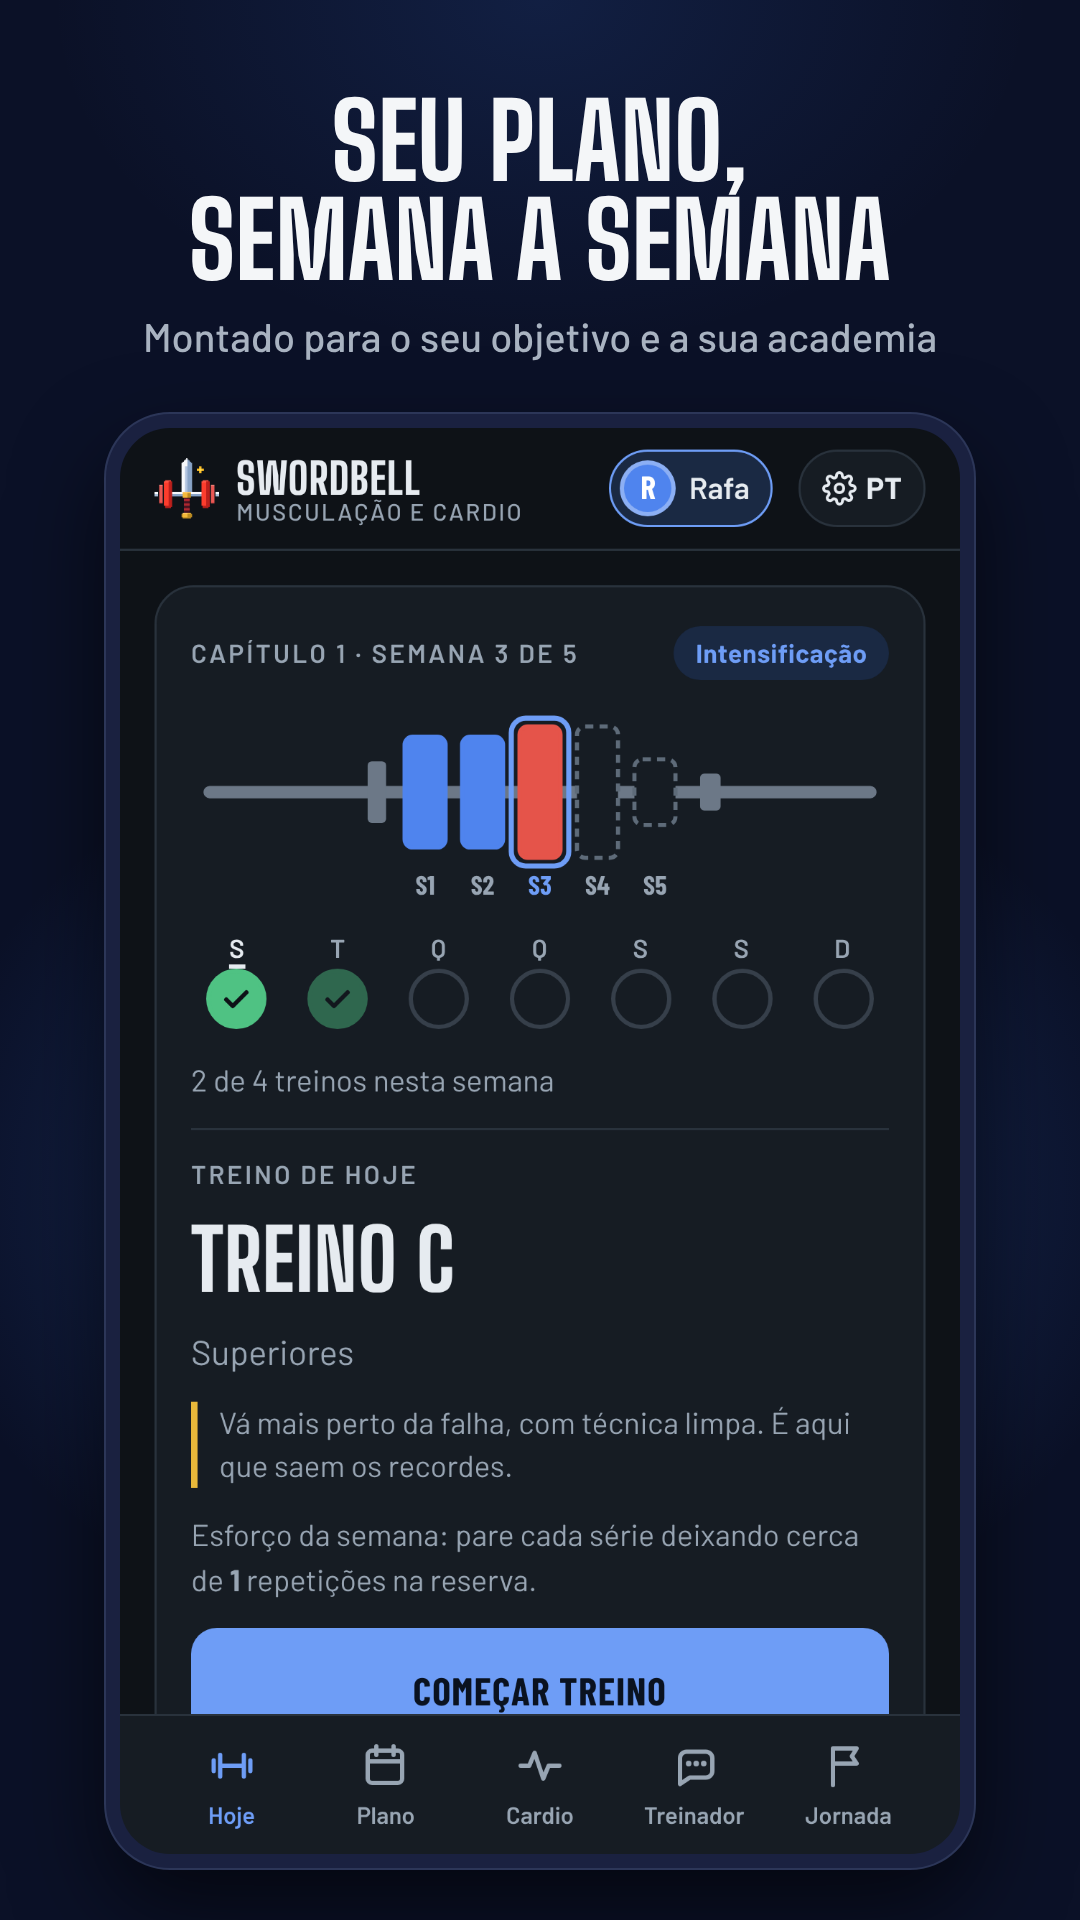 SEU PLANO,
SEMANA A SEMANA
Montado para o seu objetivo e a sua academia
SWORDBELL
MUSCULAÇÃO E CARDIO
R Rafa
PT
CAPÍTULO 1 · SEMANA 3 DE 5
Intensificação
S1 S2 S3 S4 S5
S T Q Q S S D
2 de 4 treinos nesta semana
TREINO DE HOJE
TREINO C
Superiores
Vá mais perto da falha, com técnica limpa. É aqui
que saem os recordes.
Esforço da semana: pare cada série deixando cerca
de 1 repetições na reserva.
COMEÇAR TREINO
Hoje Plano Cardio Treinador Jornada